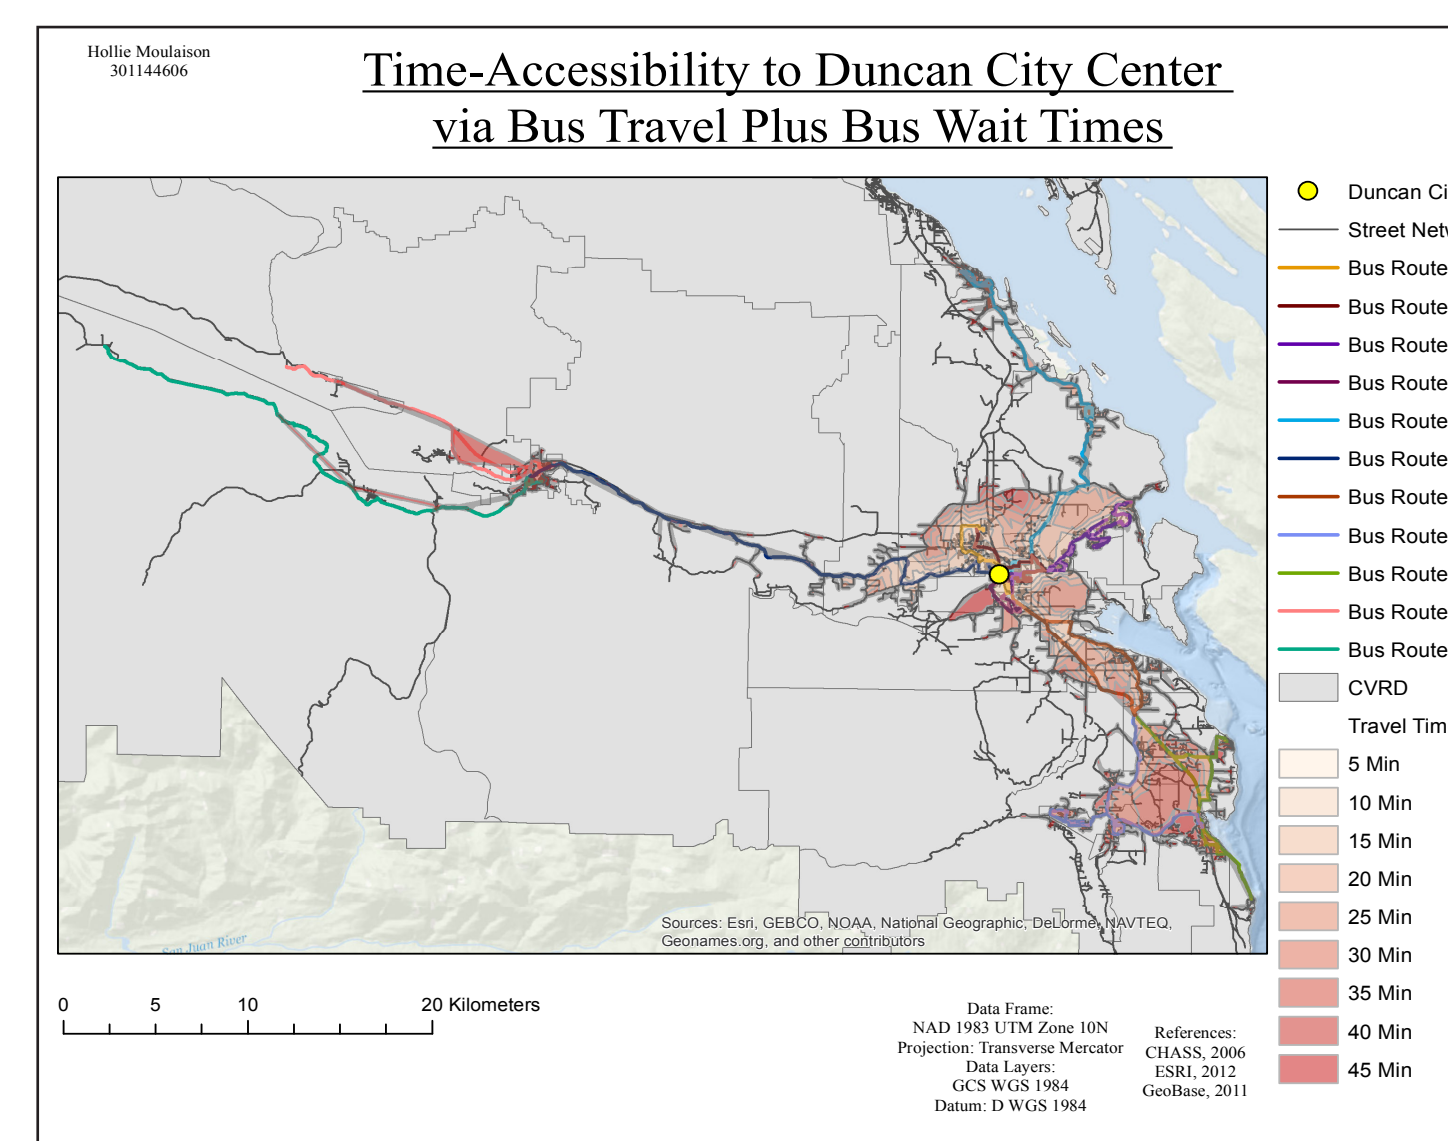 Hollie Moulaison
301144606
Time-Accessibility to Duncan City Center
via Bus Travel Plus Bus Wait Times
Duncan Ci
Street Netw
Bus Route
Bus Route
Bus Route
Bus Route
Bus Route
Bus Route
Bus Route
Bus Route
Bus Route
Bus Route
Bus Route
CVRD
Travel Tim
5 Min
10 Min
15 Min
20 Min
25 Min
30 Min
35 Min
40 Min
45 Min
San Juan River
Sources: Esri, GEBCO, NOAA, National Geographic, DeLorme, NAVTEQ,
Geonames.org, and other contributors
0 5 10 20 Kilometers
Data Frame:
NAD 1983 UTM Zone 10N
Projection: Transverse Mercator
Data Layers:
GCS WGS 1984
Datum: D WGS 1984
References:
CHASS, 2006
ESRI, 2012
GeoBase, 2011